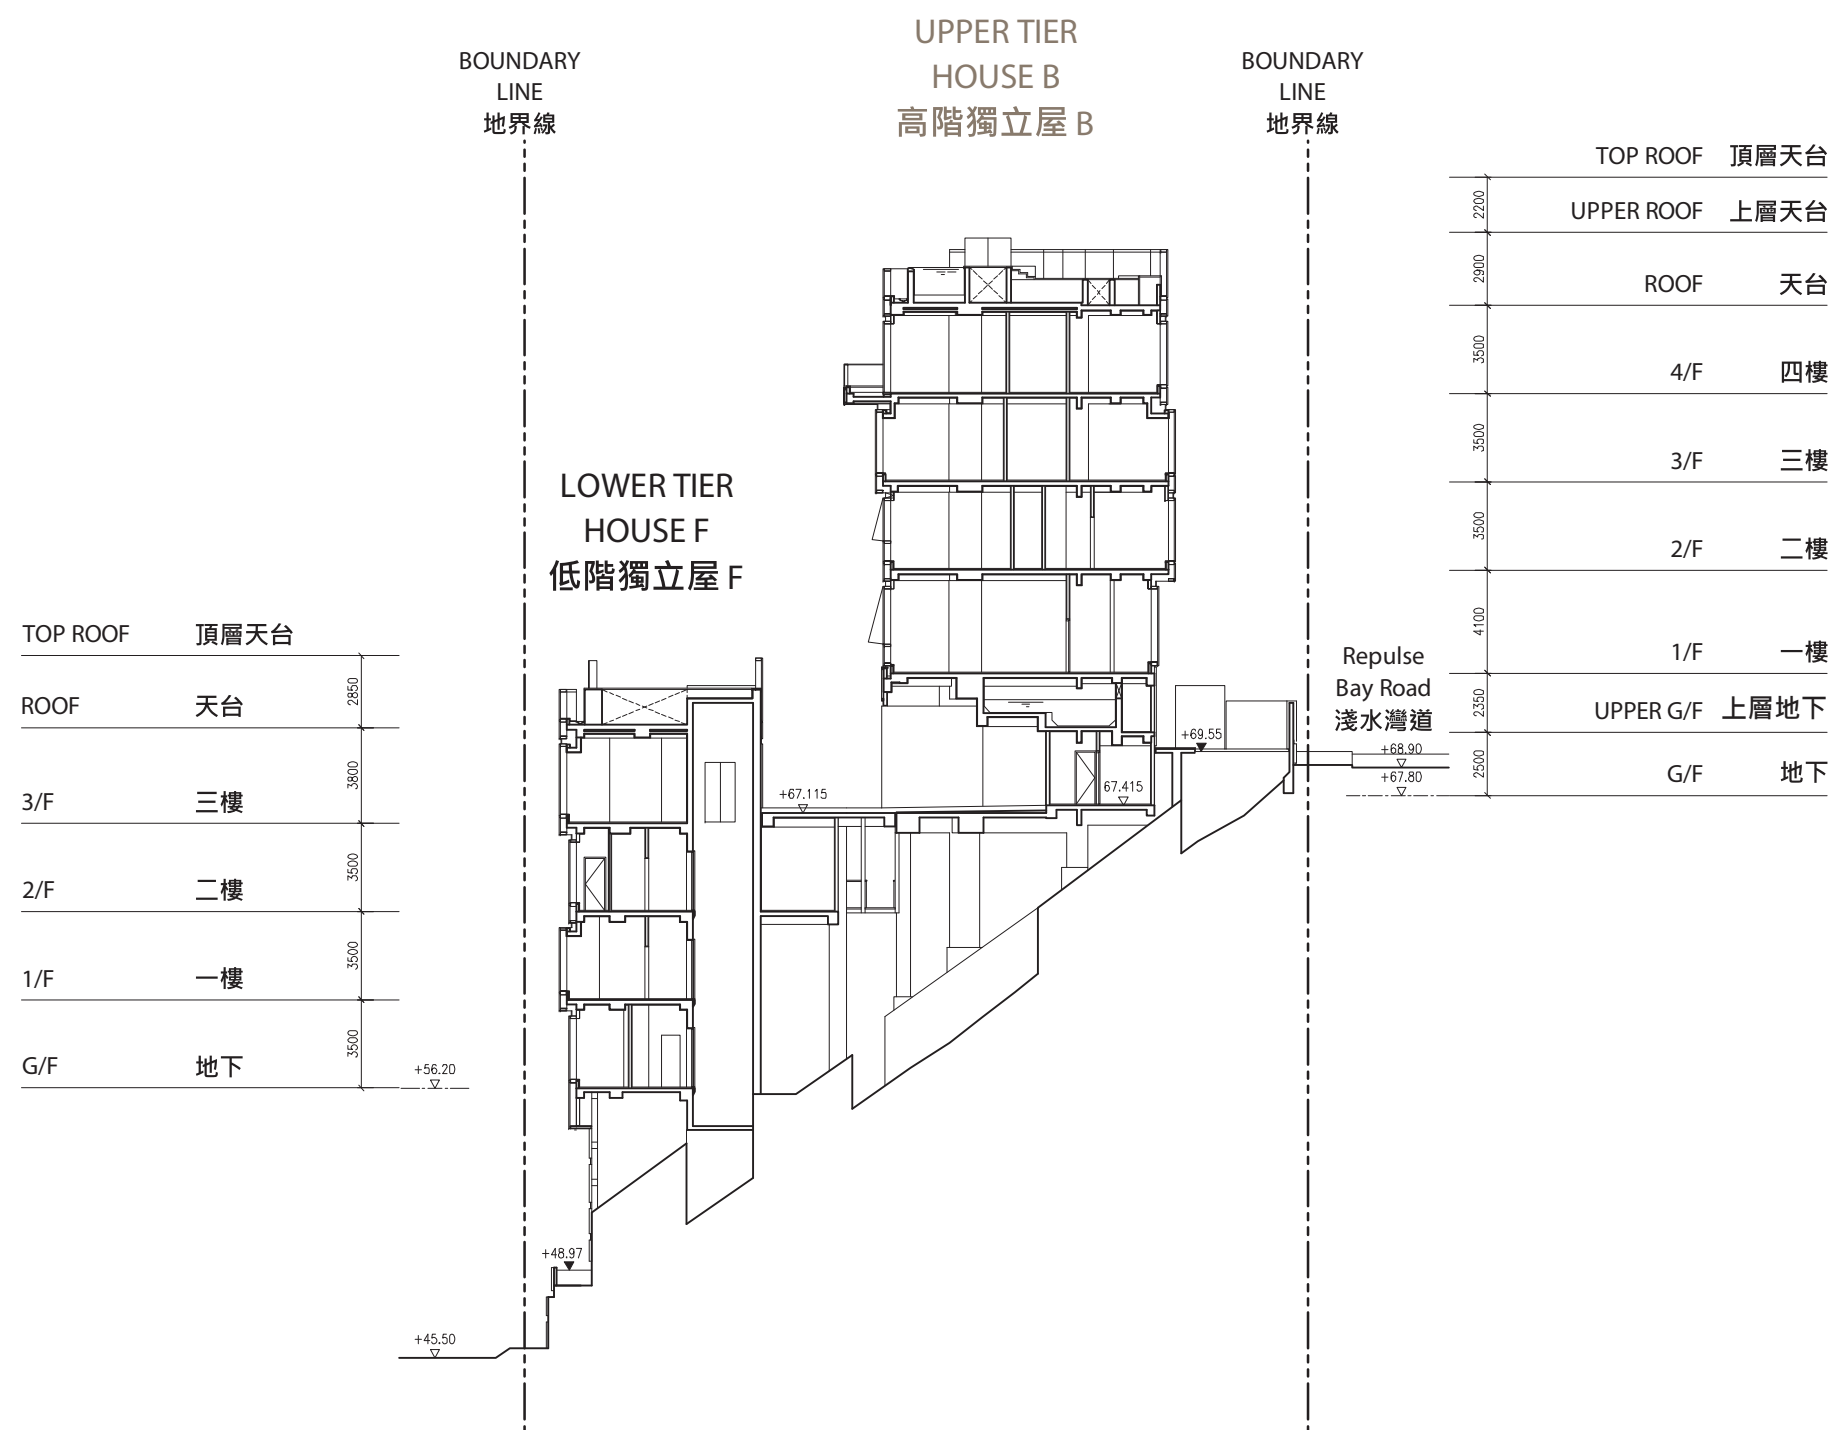 UPPER TIER
HOUSE B
高階獨立屋 B
BOUNDARY
LINE
地界線
BOUNDARY
LINE
地界線
TOP ROOF 頂層天台
2200
UPPER ROOF 上層天台
2900
ROOF 天台
3500
4/F 四樓
3500
3/F 三樓
3500
2/F 二樓
4100
1/F 一樓
2350
UPPER G/F 上層地下
2500
G/F 地下
Repulse
Bay Road
淺水灣道
+69.55
+68.90
+67.80
67.415
+67.115
LOWER TIER
HOUSE F
低階獨立屋 F
TOP ROOF 頂層天台
2850
ROOF 天台
3800
3/F 三樓
3500
2/F 二樓
3500
1/F 一樓
3500
G/F 地下
+56.20
+48.97
+45.50